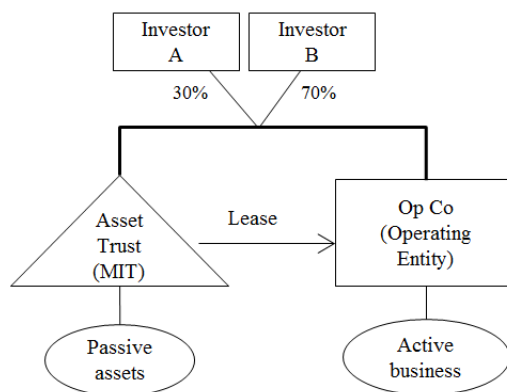 Investor
A
Investor
B
30%
70%
Asset
Trust
(MIT)
Lease
Op Co
(Operating
Entity)
Passive
assets
Active
business